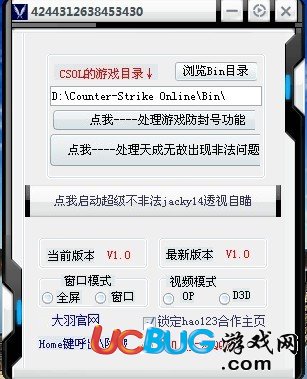 4244312638453430
CSOL的游戏目录↓
浏览Bin目录
D:\Counter-Strike Online\Bin\
点我----处理游戏防封号功能
点我----处理天成无故出现非法问题
点我启动超级不非法jacky14透视自瞄
当前版本 V1.0
最新版本 V1.0
窗口模式
视频模式
全屏
窗口
OP
D3D
大羽官网
锁定hao123合作主页
Home键呼出\隐藏
UCBUG游戏网
.com